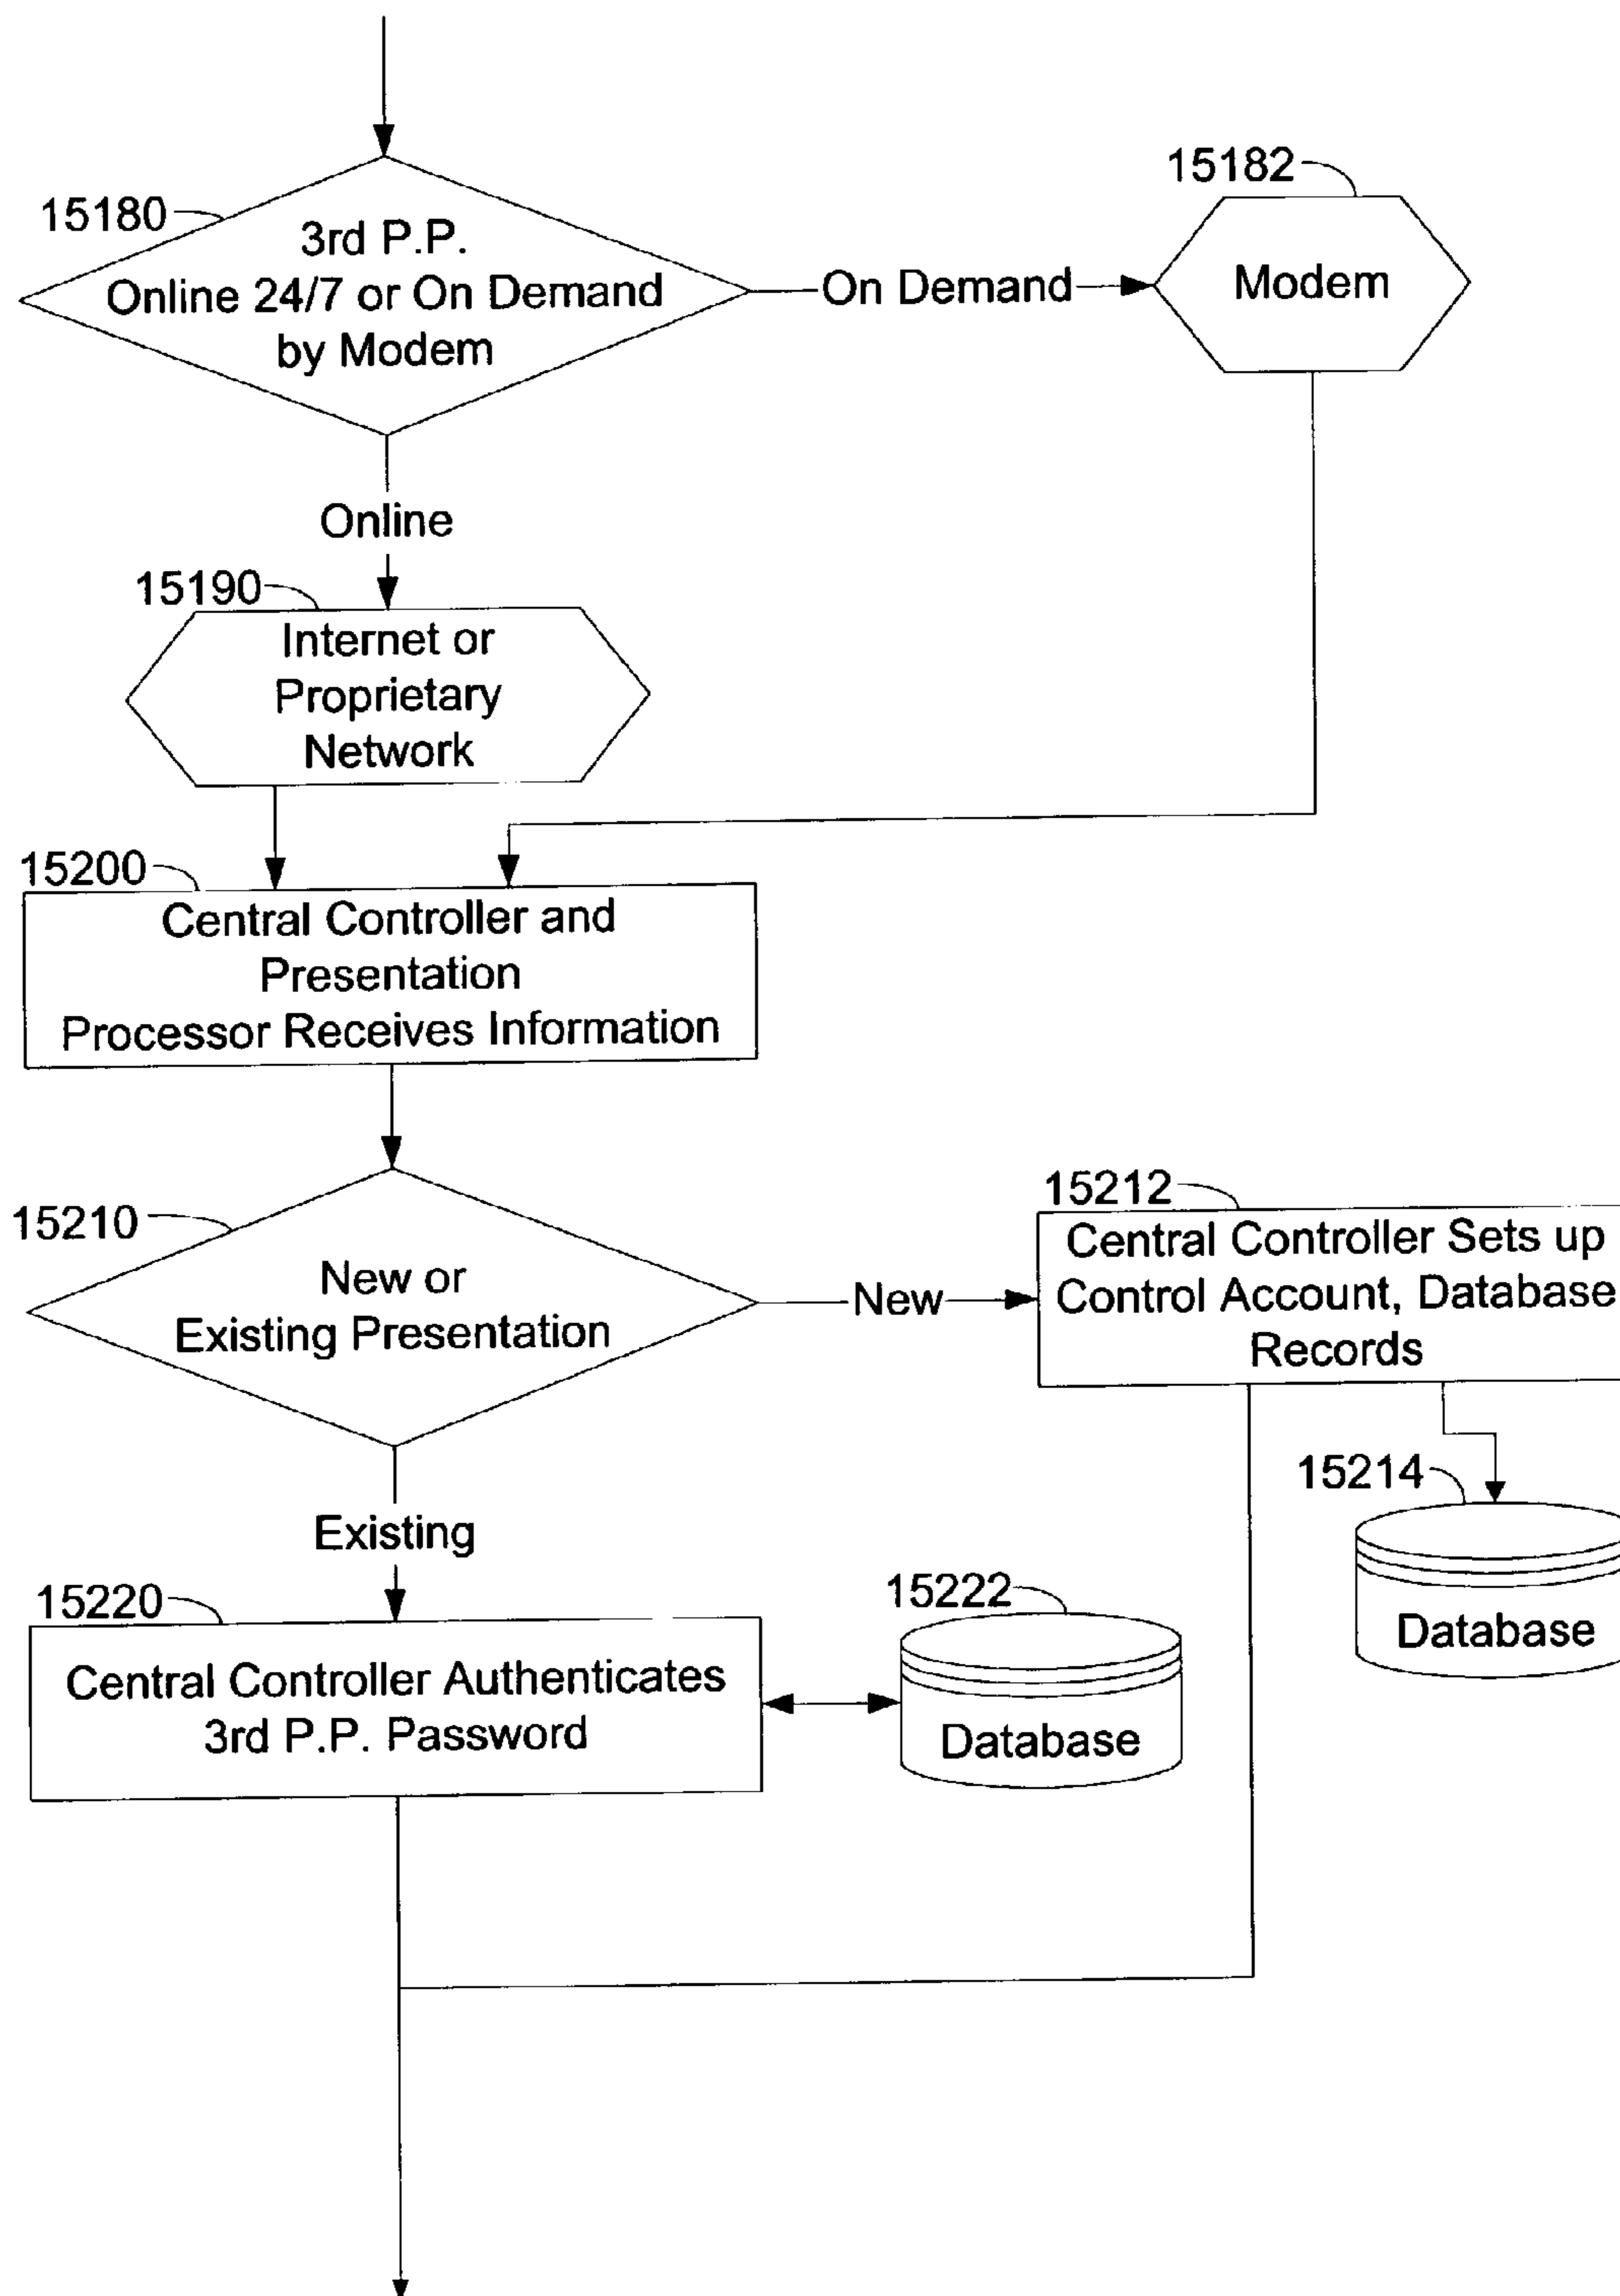 15180
3rd P.P.
Online 24/7 or On Demand
by Modem
On Demand
15182
Modem
Online
15190
Internet or
Proprietary
Network
15200
Central Controller and
Presentation
Processor Receives Information
15210
New or
Existing Presentation
New
15212
Central Controller Sets up
Control Account, Database
Records
15214
Database
Existing
15220
Central Controller Authenticates
3rd P.P. Password
15222
Database